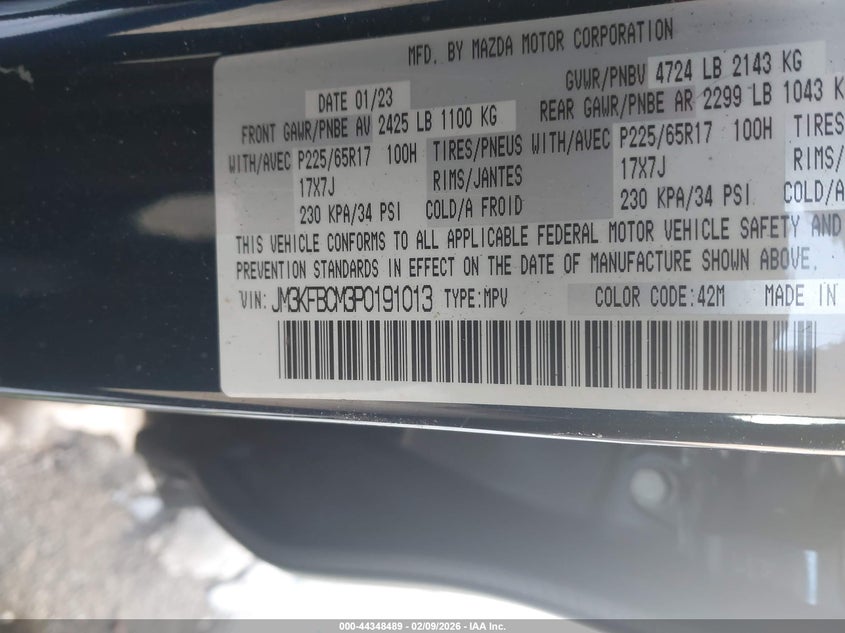 MFD. BY MAZDA MOTOR CORPORATION
DATE 01/23 GVWR/PNBV 4724 LB 2143 KG
FRONT GAWR/PNBE AV 2425 LB 1100 KG REAR GAWR/PNBE AR 2299 LB 1043 K
WITH/AVEC P225/65R17 100H TIRES/PNEUS WITH/AVEC P225/65R17 100H TIRES
17X7J RIMS/JANTES 17X7J RIMS/
230 KPA/34 PSI COLD/A FROID 230 KPA/34 PSI COLD/A
THIS VEHICLE CONFORMS TO ALL APPLICABLE FEDERAL MOTOR VEHICLE SAFETY AND
PREVENTION STANDARDS IN EFFECT ON THE DATE OF MANUFACTURE SHOWN ABOVE.
VIN: JM3KFBCM3P0191013 TYPE:MPV COLOR CODE:42M MADE IN
000-44348489 - 02/09/2026 - IAA Inc.